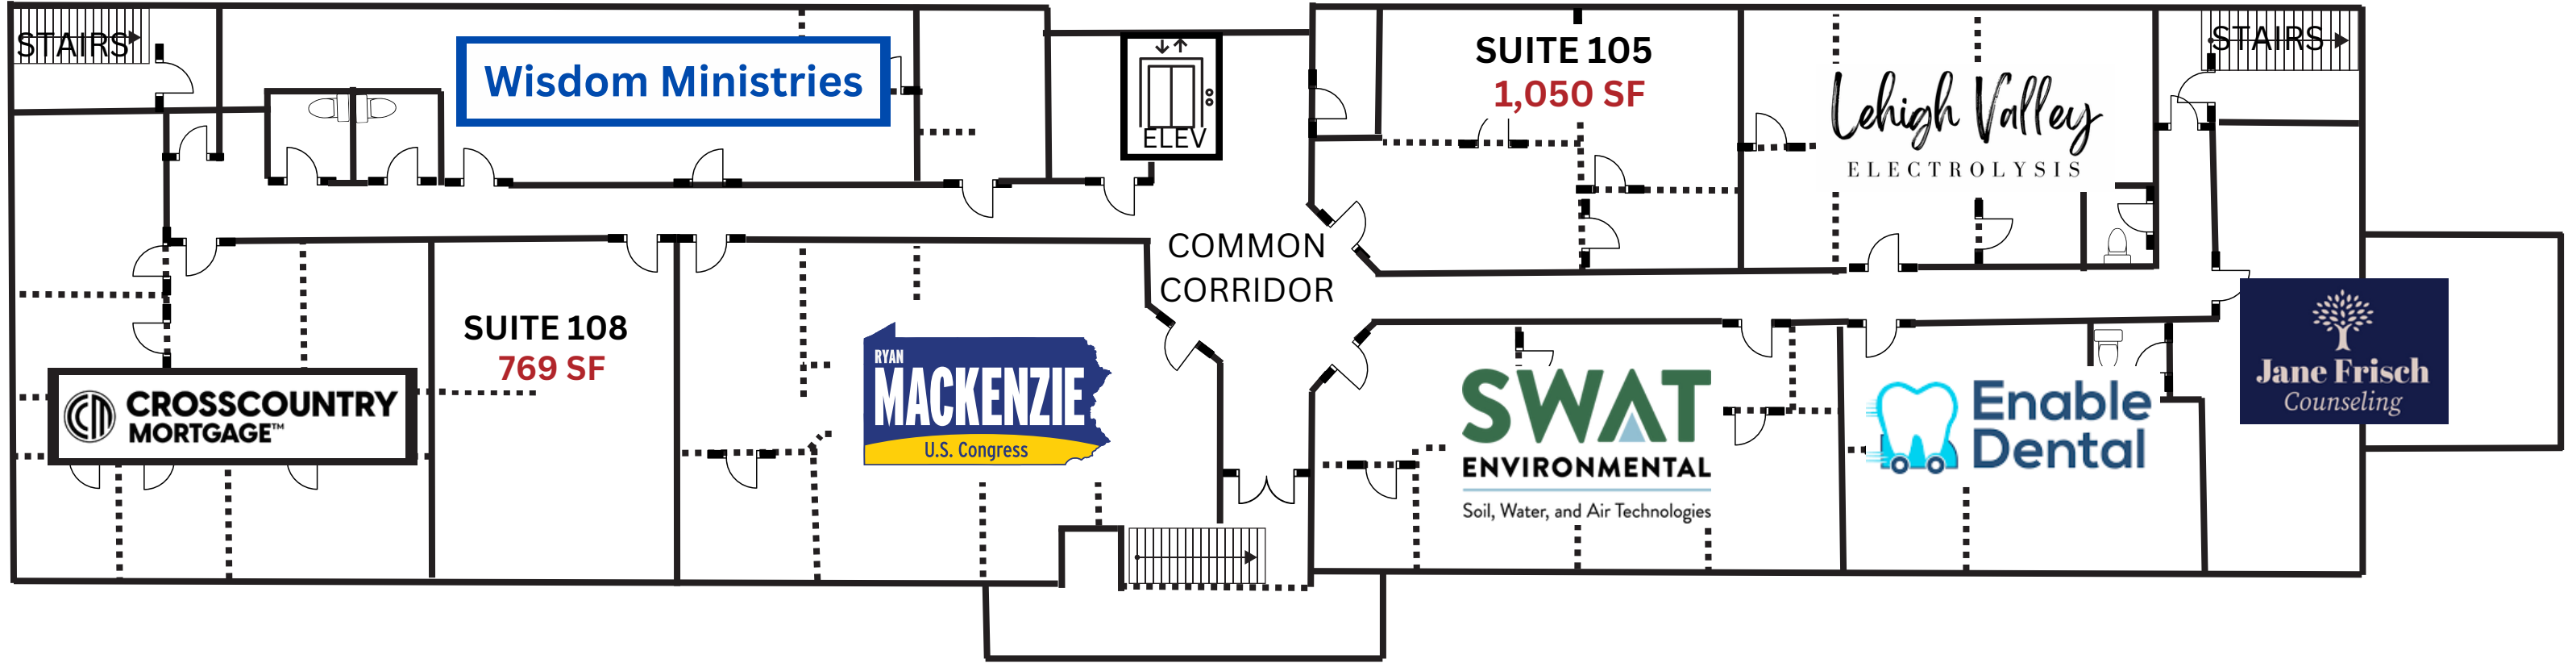 STAIRS
Wisdom Ministries
ELEV
SUITE 105
1,050 SF
Lehigh Valley
ELECTROLYSIS
STAIRS
COMMON
CORRIDOR
SUITE 108
769 SF
CM
CROSSCOUNTRY
MORTGAGE™
RYAN
MACKENZIE
U.S. Congress
SWAT
ENVIRONMENTAL
Soil, Water, and Air Technologies
Enable
Dental
Jane Frisch
Counseling